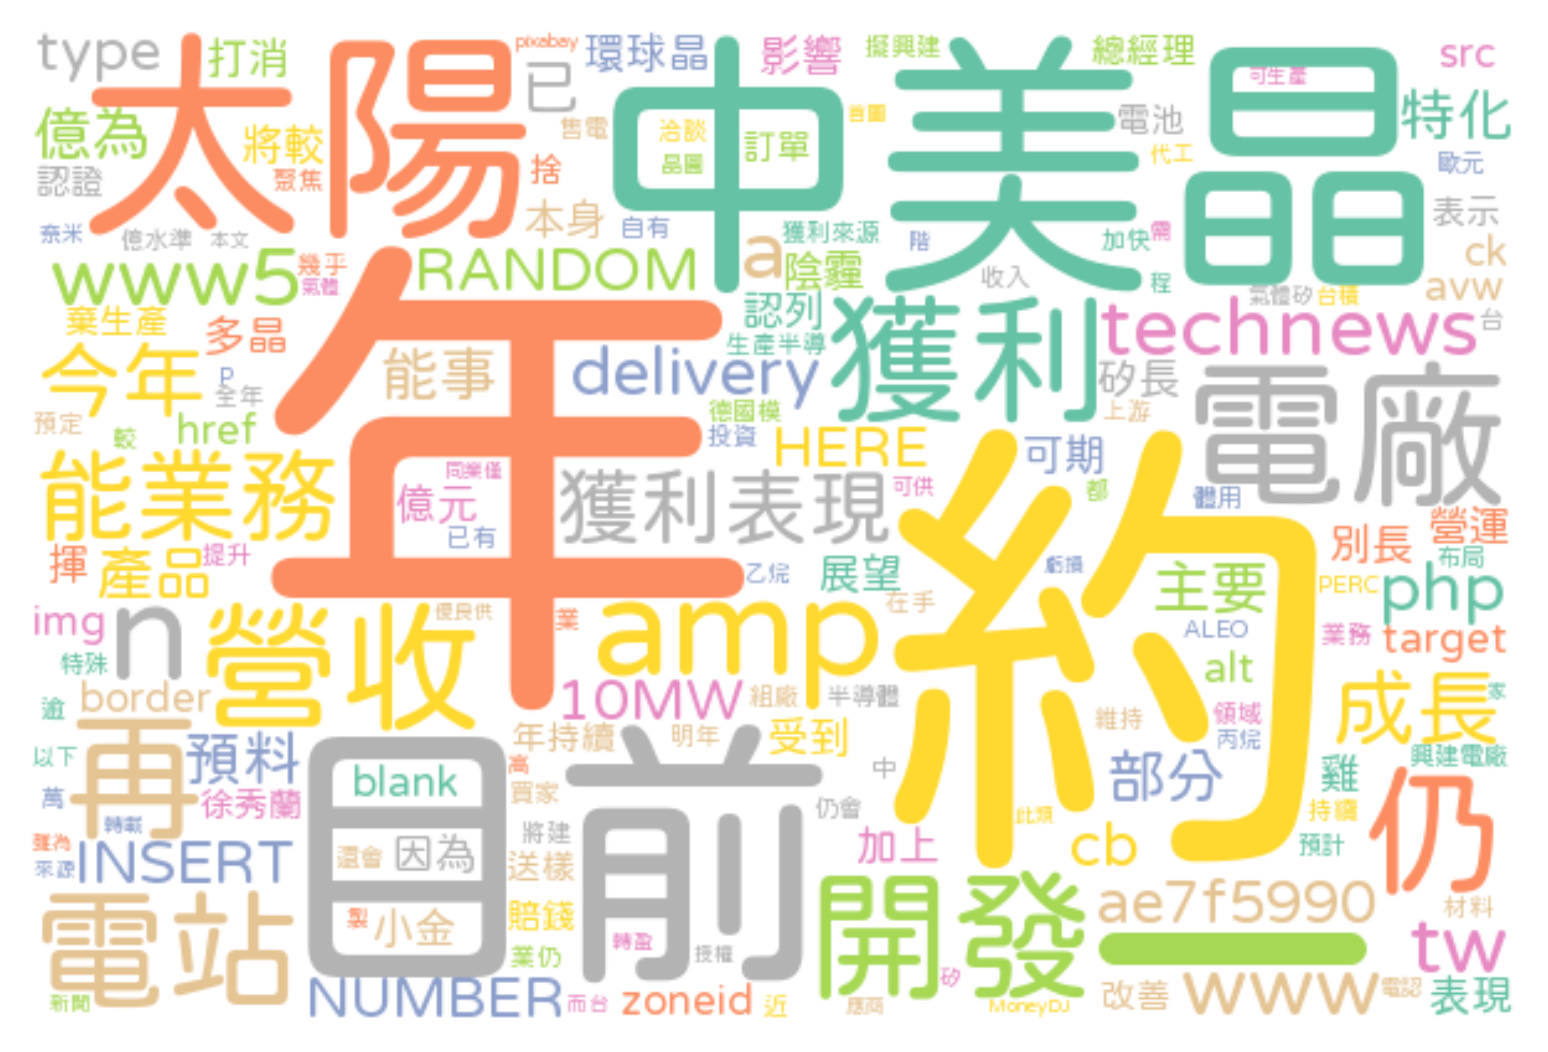 type
打消
pixabay
環球晶
影響
擬興建
總經理
src
太陽
已
中美晶
可生產
特化
億為
將較
售電
洽談
訂單
首圖
電池
晶圓
代工
歐元
認證
聚焦
捨
本身
自有
表示
奈米
億水準
本文
獲利來源
階
加快
需
ck
www5
幾乎
氣體
RANDOM
a
陰霾
收入
程
avw
氣體矽
台積
棄生產
多晶
年
認列
生產半導
獲利
technews
台
今年
P
全年
能事
delivery
矽長
電廠
預定
較
href
德國模
投資
HERE
上游
可期
能業務
同業僅
億元
已有
獲利表現
可供
約
都
體用
營運
別長
布局
揮
產品
提升
乙烷
展望
虧損
主要
PERC
php
img
n
營收
優良供
業
amp
在手
ALEO
業務
target
特殊
alt
border
逾
10MW
組廠
半導體
維持
領域
成長
家
再
預料
年持續
明年
受到
丙烷
以下
目前
blank
高
買家
中
部分
雞
興建電廠
萬
徐秀蘭
轉載
將建
仍會
此類
持續
仍
雖為
來源
INSERT
還會
因為
送樣
加上
cb
預計
電站
製
小金
賠錢
開發
ae7f5990
材料
轉盈
授權
業仍
一
tw
新聞
NUMBER
而台
zoneid
近
應商
矽
MoneyDJ
改善
www
電認
表現